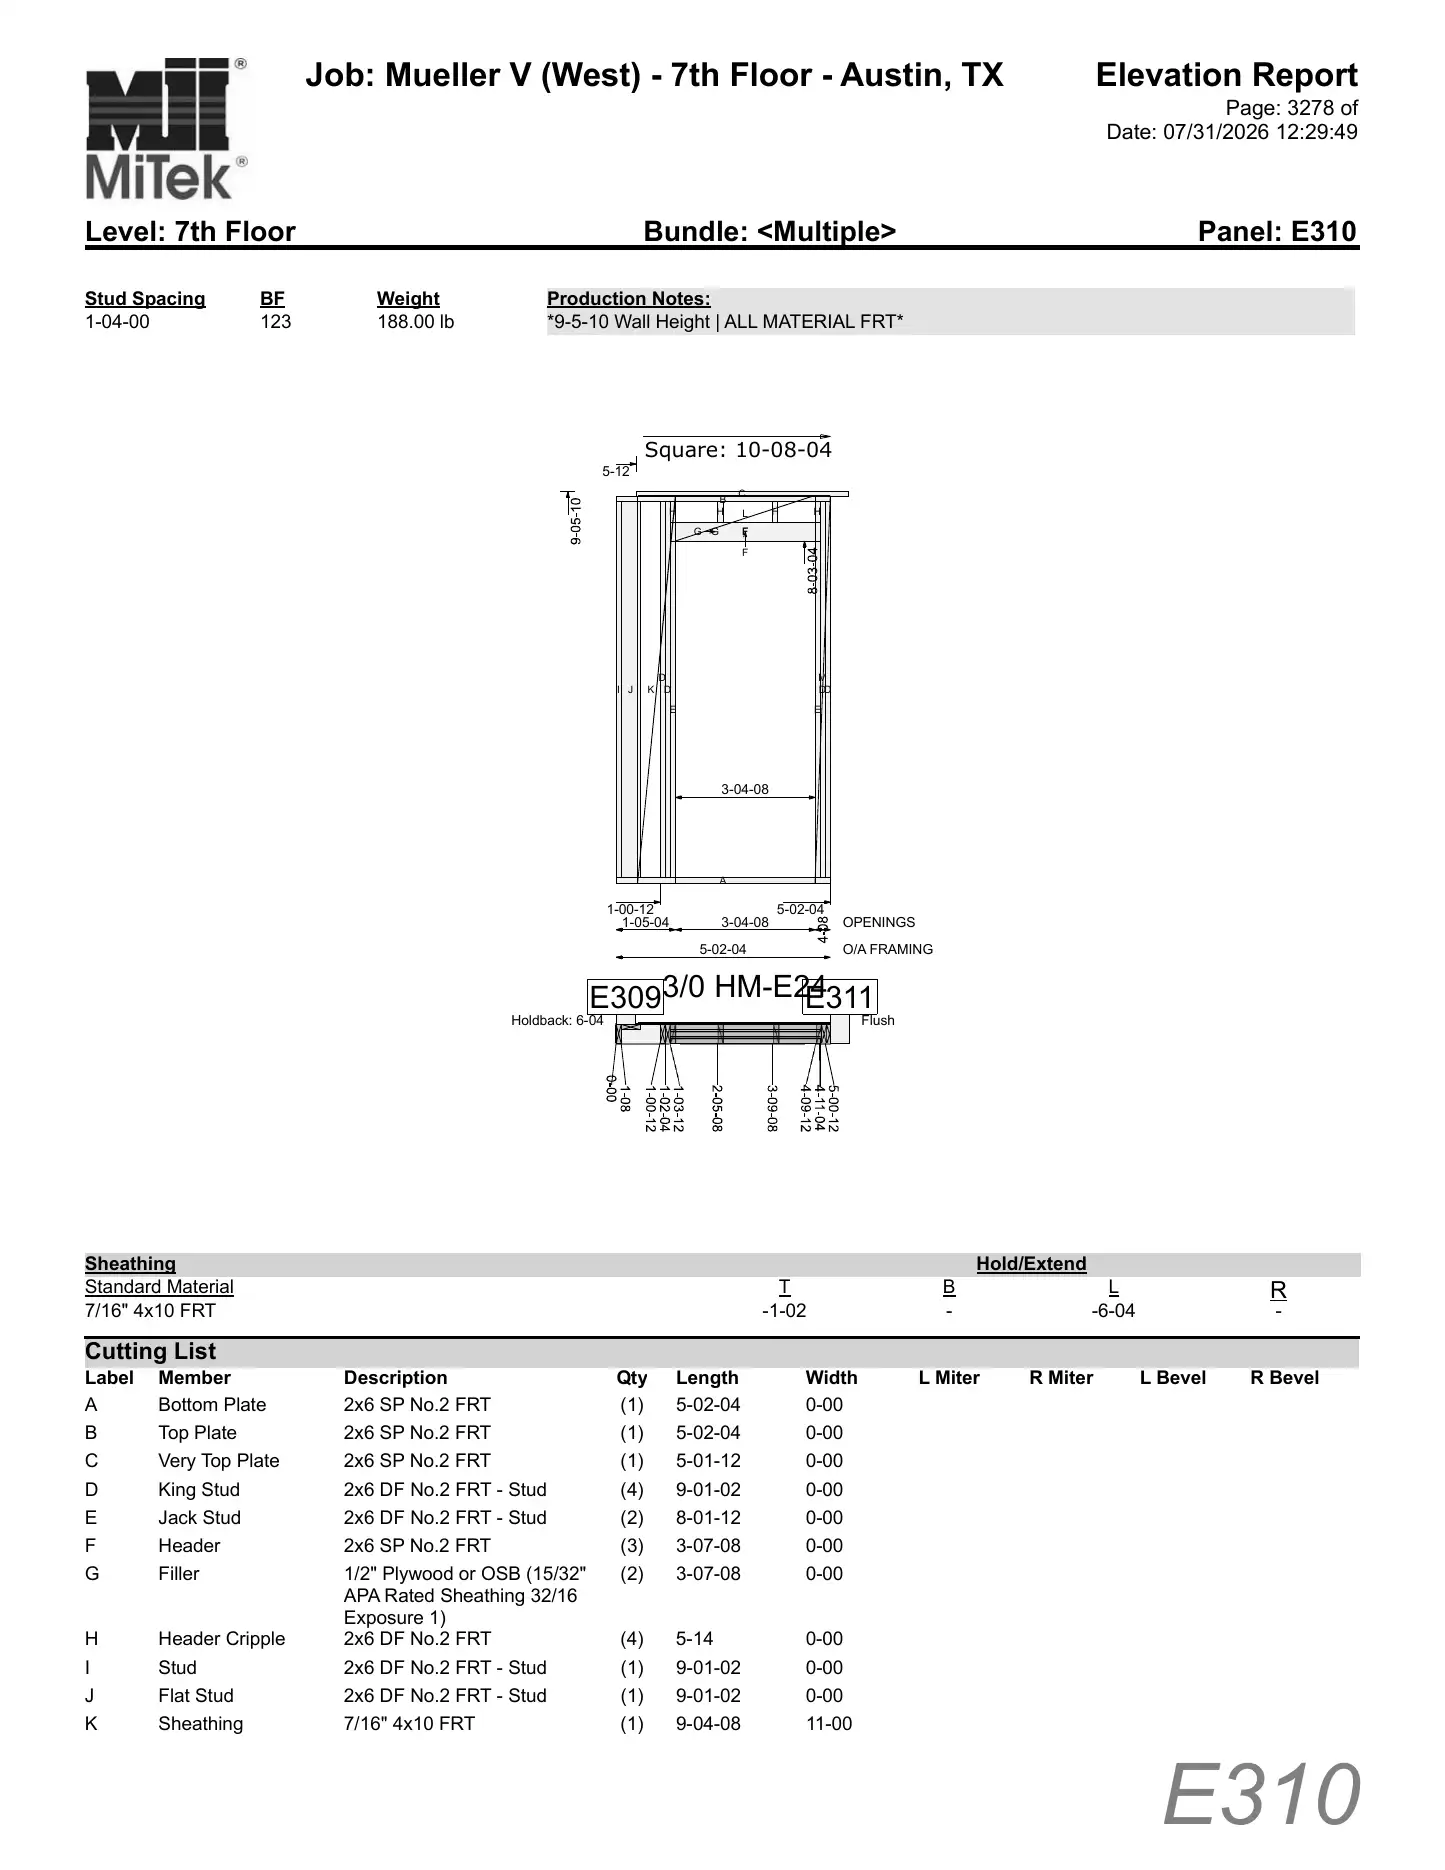 Job: Mueller V (West) - 7th Floor - Austin, TX
Elevation Report
Page: 3278 of
Date: 07/31/2026 12:29:49
MiTek®
Level: 7th Floor Bundle: <Multiple> Panel: E310
Stud Spacing BF Weight Production Notes:
1-04-00 123 188.00 lb *9-5-10 Wall Height | ALL MATERIAL FRT*
Square: 10-08-04
5-12
9-05-10
C
B
H L H
G G F
F
8-03-04
D M
I J K D D D
E E
3-04-08
A
1-00-12 5-02-04
1-05-04 3-04-08 4-08 OPENINGS
5-02-04 O/A FRAMING
E309 3/0 HM-E24 E311
Holdback: 6-04 Flush
0-00 1-08 1-00-12 1-02-04 1-03-12 2-05-08 3-09-08 4-09-12 4-11-04 5-00-12
Sheathing Hold/Extend
Standard Material T B L R
7/16" 4x10 FRT -1-02 - -6-04 -
Cutting List
Label Member Description Qty Length Width L Miter R Miter L Bevel R Bevel
A Bottom Plate 2x6 SP No.2 FRT (1) 5-02-04 0-00
B Top Plate 2x6 SP No.2 FRT (1) 5-02-04 0-00
C Very Top Plate 2x6 SP No.2 FRT (1) 5-01-12 0-00
D King Stud 2x6 DF No.2 FRT - Stud (4) 9-01-02 0-00
E Jack Stud 2x6 DF No.2 FRT - Stud (2) 8-01-12 0-00
F Header 2x6 SP No.2 FRT (3) 3-07-08 0-00
G Filler 1/2" Plywood or OSB (15/32" (2) 3-07-08 0-00
APA Rated Sheathing 32/16
Exposure 1)
H Header Cripple 2x6 DF No.2 FRT (4) 5-14 0-00
I Stud 2x6 DF No.2 FRT - Stud (1) 9-01-02 0-00
J Flat Stud 2x6 DF No.2 FRT - Stud (1) 9-01-02 0-00
K Sheathing 7/16" 4x10 FRT (1) 9-04-08 11-00
E310